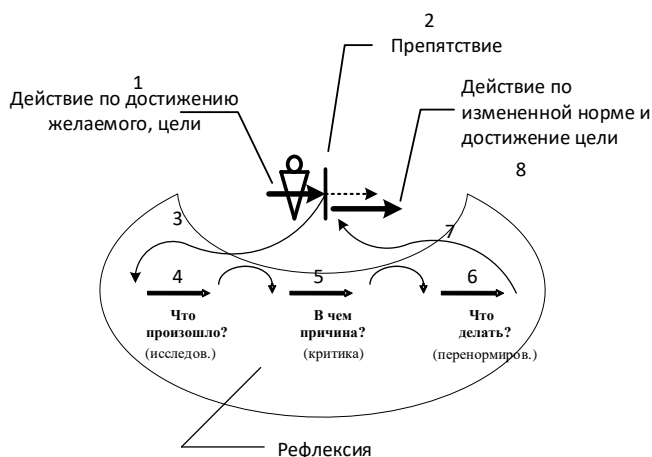 2
Препятствие
1
Действие по достижению
желаемого, цели
Действие по
измененной норме и
достижение цели
8
3
7
4
5
6
Что
произошло?
(исследов.)
В чем
причина?
(критика)
Что
делать?
(перенормиров.)
Рефлексия